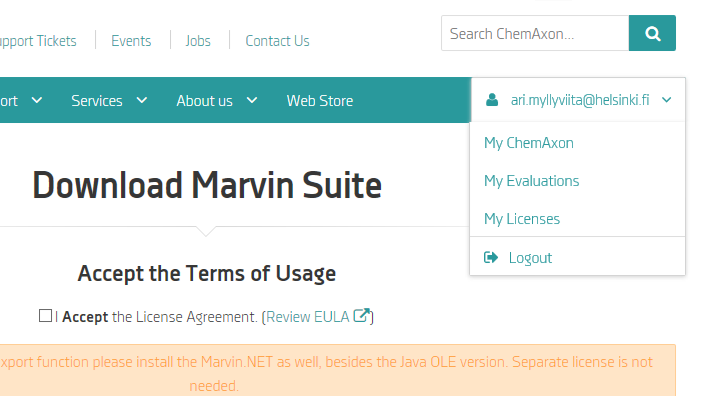 Support Tickets Events Jobs Contact Us
Search ChemAxon...
ort Services About us Web Store
ari.myllyviita@helsinki.fi
My ChemAxon
My Evaluations
My Licenses
Logout
Download Marvin Suite
Accept the Terms of Usage
I Accept the License Agreement. (Review EULA)
xport function please install the Marvin.NET as well, besides the Java OLE version. Separate license is not
needed.